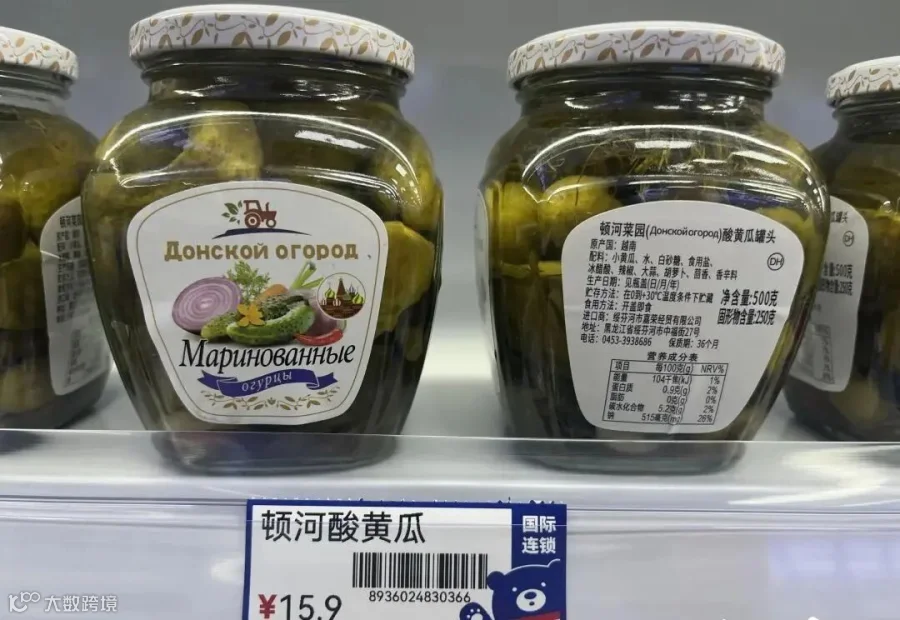 Донской огород
Маринованные
огурцы
顿河菜园(Донской огород)酸黄瓜罐头
原产国：越南
配料：小黄瓜、水、白砂糖、食用盐、
冰醋酸、辣椒、大蒜、胡萝卜、茴香、香辛料
生产日期：见瓶盖(日/月/年)
贮存方法：在0到+30℃温度条件下贮藏
食用方法：开盖即食
进口商：绥芬河市嘉荣经贸有限公司
地址：黑龙江省绥芬河市中福街27号
电话：0453-3938686 保质期：36个月
DH
净含量:500克
固形物含量:250克
营养成分表
项目 每100克(g) NRV%
能量 104千焦(kJ) 1%
蛋白质 0.9克(g) 2%
脂肪 0克(g) 0%
碳水化合物 5.2克(g) 2%
钠 515毫克(mg) 26%
顿河酸黄瓜
国际
连锁
8936024830366
¥15.9
大数跨境